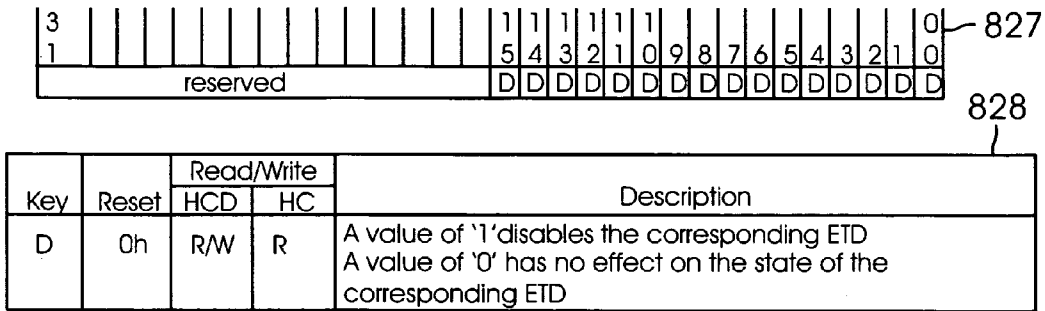 3 1 1 1 1 1 1 0 827
1 5 4 3 2 1 0 9 8 7 6 5 4 3 2 1 0
reserved D D D D D D D D D D D D D D D D
828
Read/Write
Key Reset HCD HC Description
D 0h R/W R A value of '1'disables the corresponding ETD
A value of '0' has no effect on the state of the
corresponding ETD